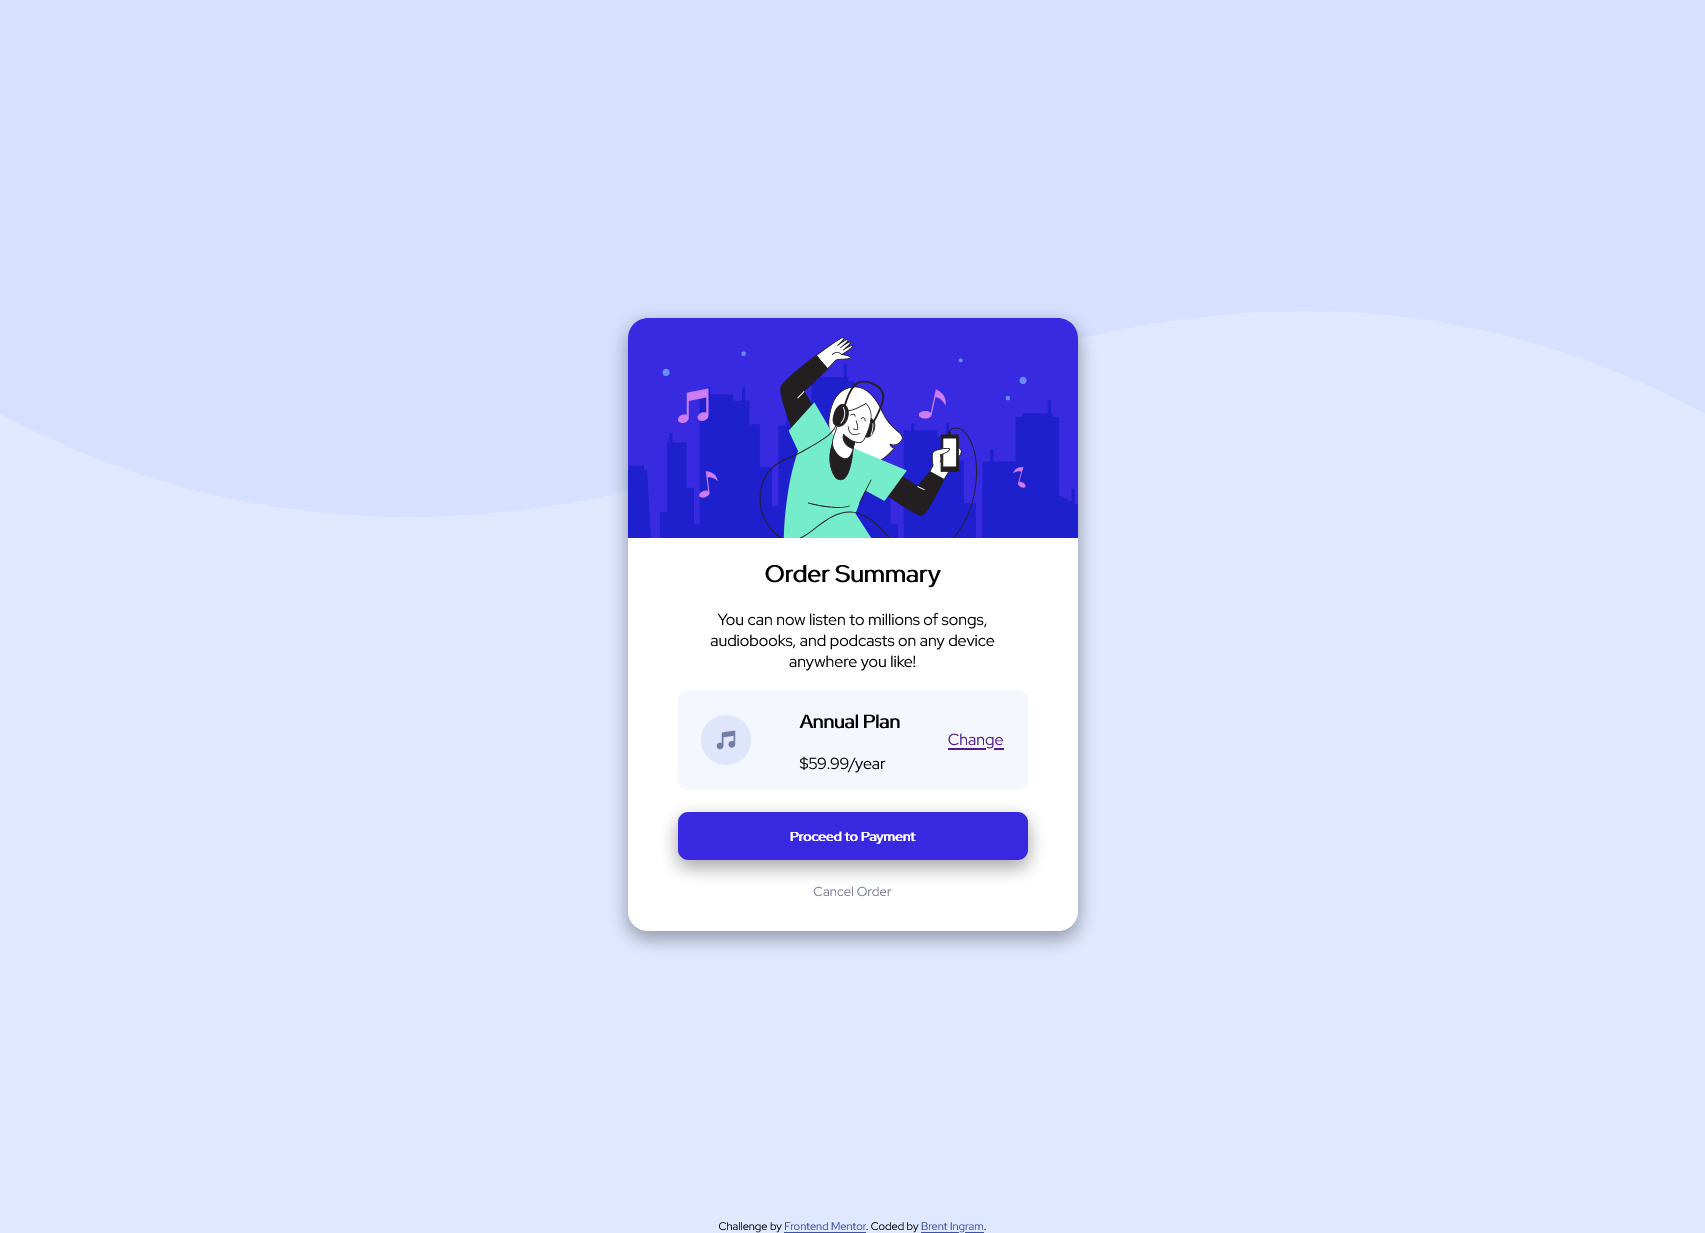 Order Summary
You can now listen to millions of songs,
audiobooks, and podcasts on any device
anywhere you like!
Annual Plan
Change
$59.99/year
Proceed to Payment
Cancel Order
Challenge by Frontend Mentor. Coded by Brent Ingram.